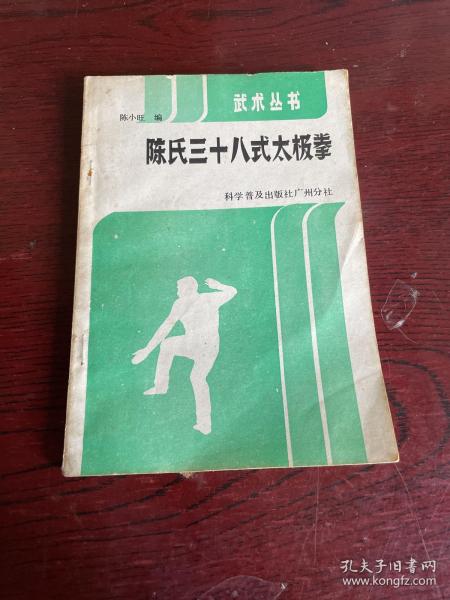 武术丛书
陈小旺 编
陈氏三十八式太极拳
科学普及出版社广州分社
孔夫子旧书网
www.kongfz.com